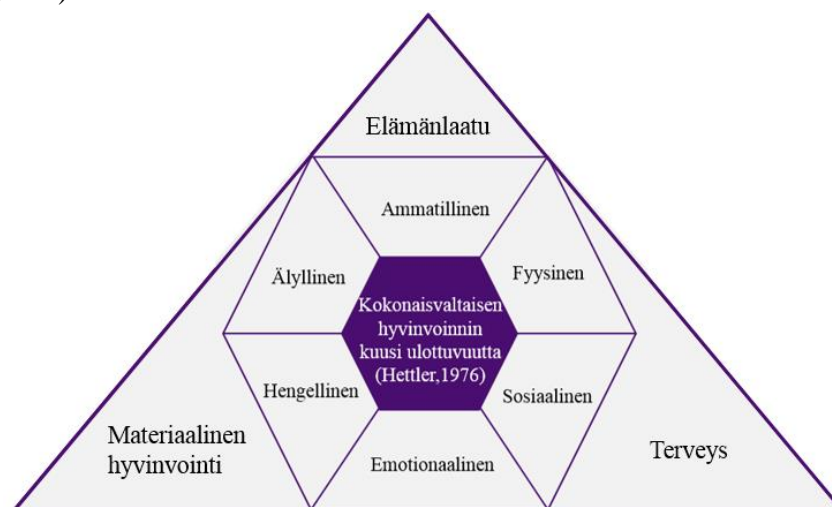 Elämänlaatu
Ammatillinen
Älyllinen
Fyysinen
Kokonaisvaltaisen
hyvinvoinnin
kuusi ulottuvuutta
(Hettler,1976)
Hengellinen
Sosiaalinen
Materiaalinen
hyvinvointi
Emotionaalinen
Terveys